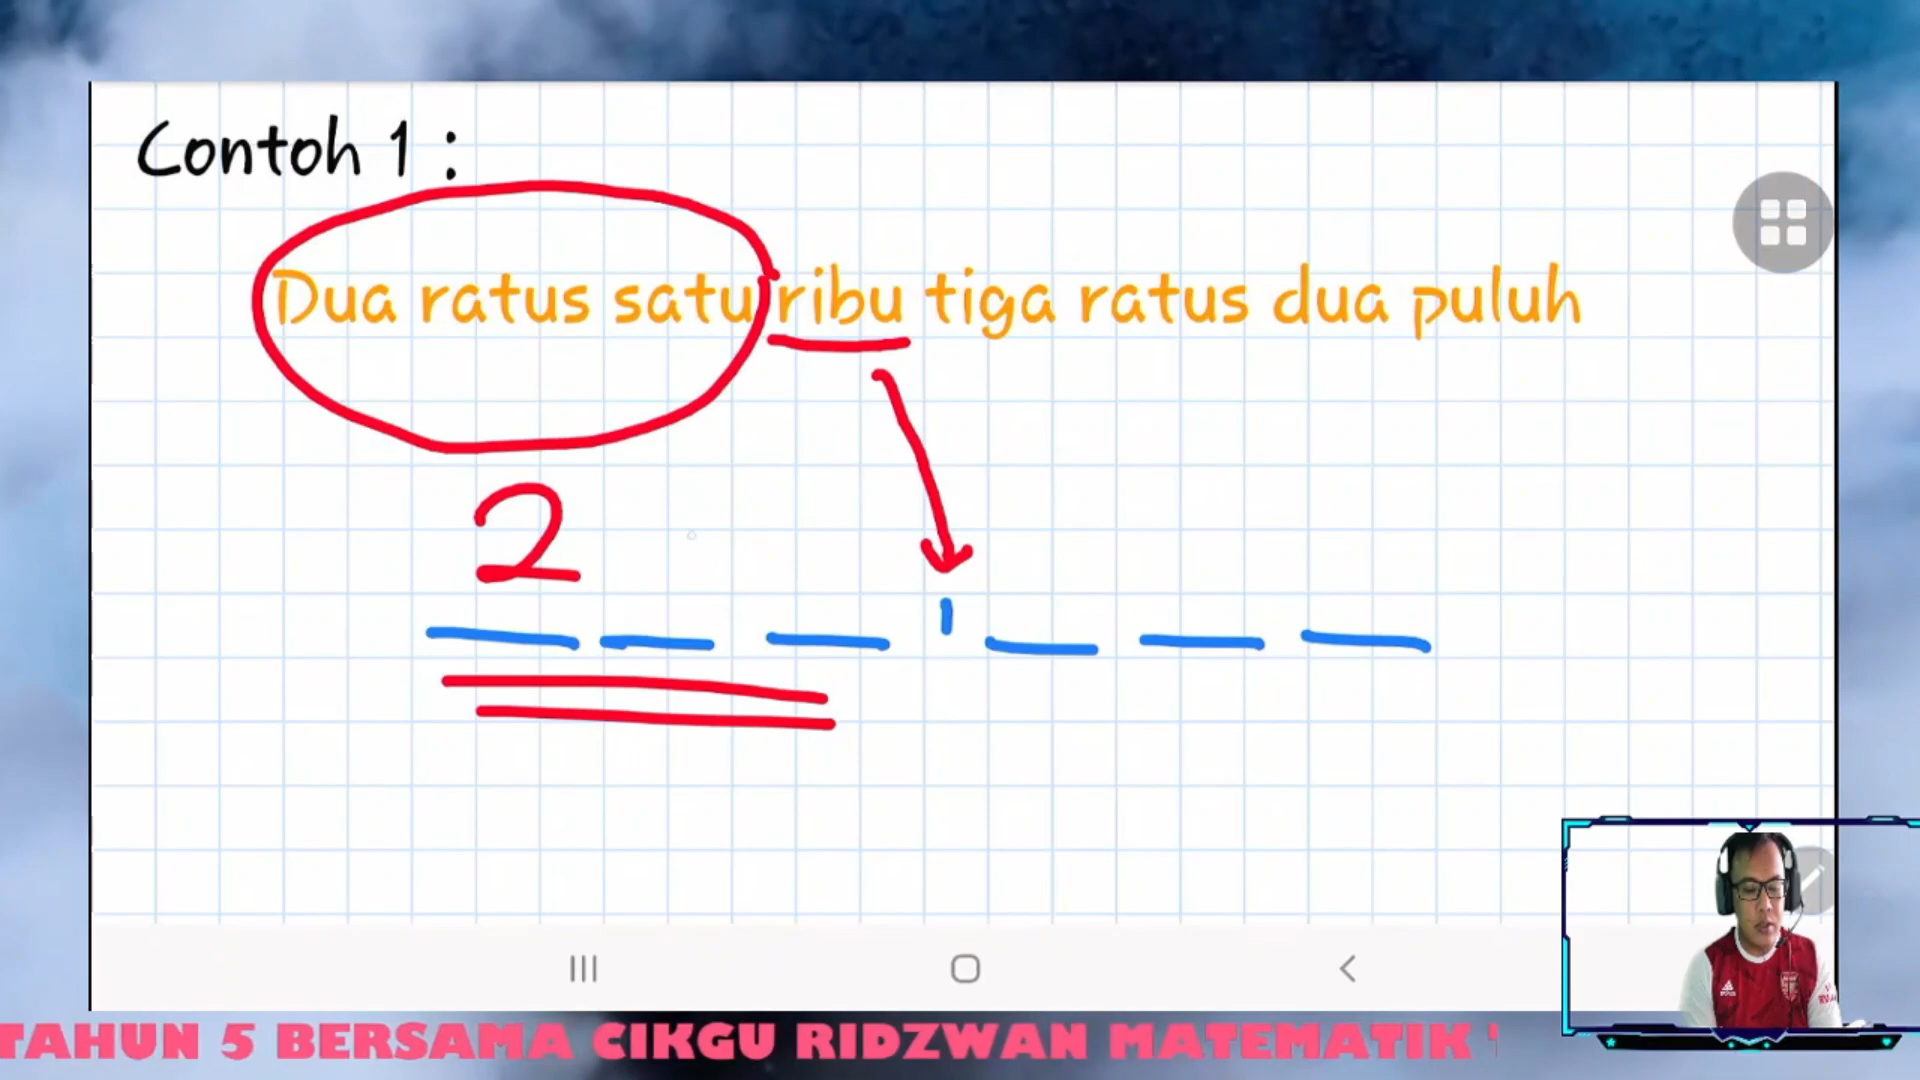 Contoh 1 :
Dua ratus satu ribu tiga ratus dua puluh
2
TAHUN 5 BERSAMA CIKGU RIDZWAN MATEMATIK